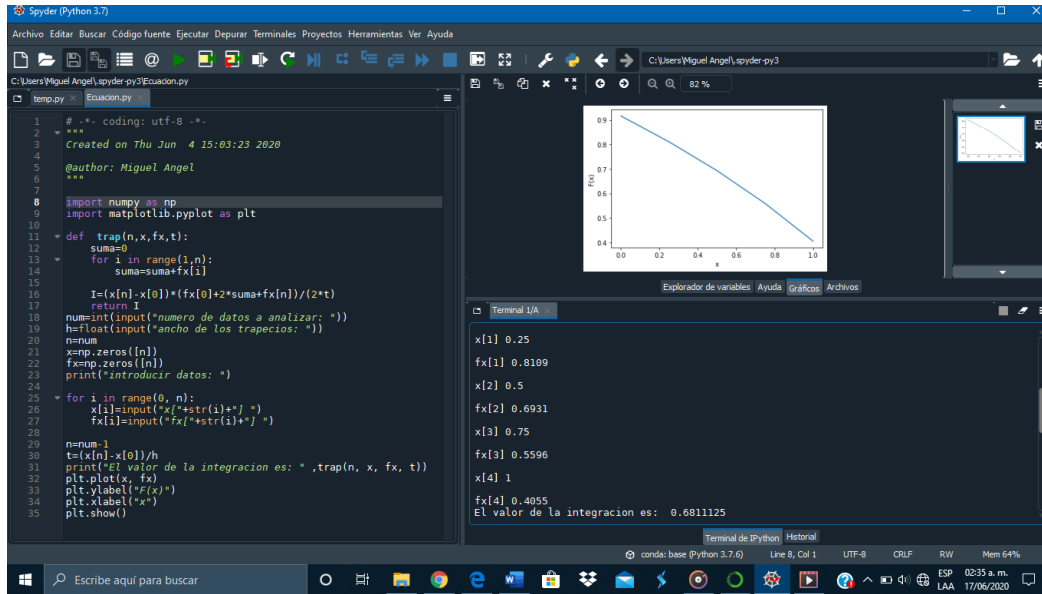 Spyder (Python 3.7)
Archivo Editar Buscar Código fuente Ejecutar Depurar Terminales Proyectos Herramientas Ver Ayuda
C:\Users\Miguel Angel\.spyder-py3
C:\Users\Miguel Angel\.spyder-py3\Ecuacion.py
temp.py
Ecuacion.py
1 # -*- coding: utf-8 -*-
2 """
3 Created on Thu Jun  4 15:03:23 2020
4
5 @author: Miguel Angel
6 """
7
8 import numpy as np
9 import matplotlib.pyplot as plt
10
11 def  trap(n,x,fx,t):
12     suma=0
13     for i in range(1,n):
14         suma=suma+fx[i]
15
16     I=(x[n]-x[0])*(fx[0]+2*suma+fx[n])/(2*t)
17     return I
18 num=int(input("numero de datos a analizar: "))
19 h=float(input("ancho de los trapecios: "))
20 n=num
21 x=np.zeros([n])
22 fx=np.zeros([n])
23 print("introducir datos: ")
24
25 for i in range(0, n):
26     x[i]=input("x["+str(i)+"] ")
27     fx[i]=input("fx["+str(i)+"] ")
28
29 n=num-1
30 t=(x[n]-x[0])/h
31 print("El valor de la integracion es: " ,trap(n, x, fx, t))
32 plt.plot(x, fx)
33 plt.ylabel("F(x)")
34 plt.xlabel("x")
35 plt.show()
82 %
0.9
0.8
0.7
0.6
0.5
0.4
F(x)
0.0 0.2 0.4 0.6 0.8 1.0
x
Explorador de variables Ayuda Gráficos Archivos
Terminal 1/A
x[1] 0.25
fx[1] 0.8109
x[2] 0.5
fx[2] 0.6931
x[3] 0.75
fx[3] 0.5596
x[4] 1
fx[4] 0.4055
El valor de la integracion es:  0.6811125
Terminal de IPython Historial
conda: base (Python 3.7.6) Line 8, Col 1 UTF-8 CRLF RW Mem 64%
Escribe aquí para buscar
ESP
LAA
02:35 a. m.
17/06/2020